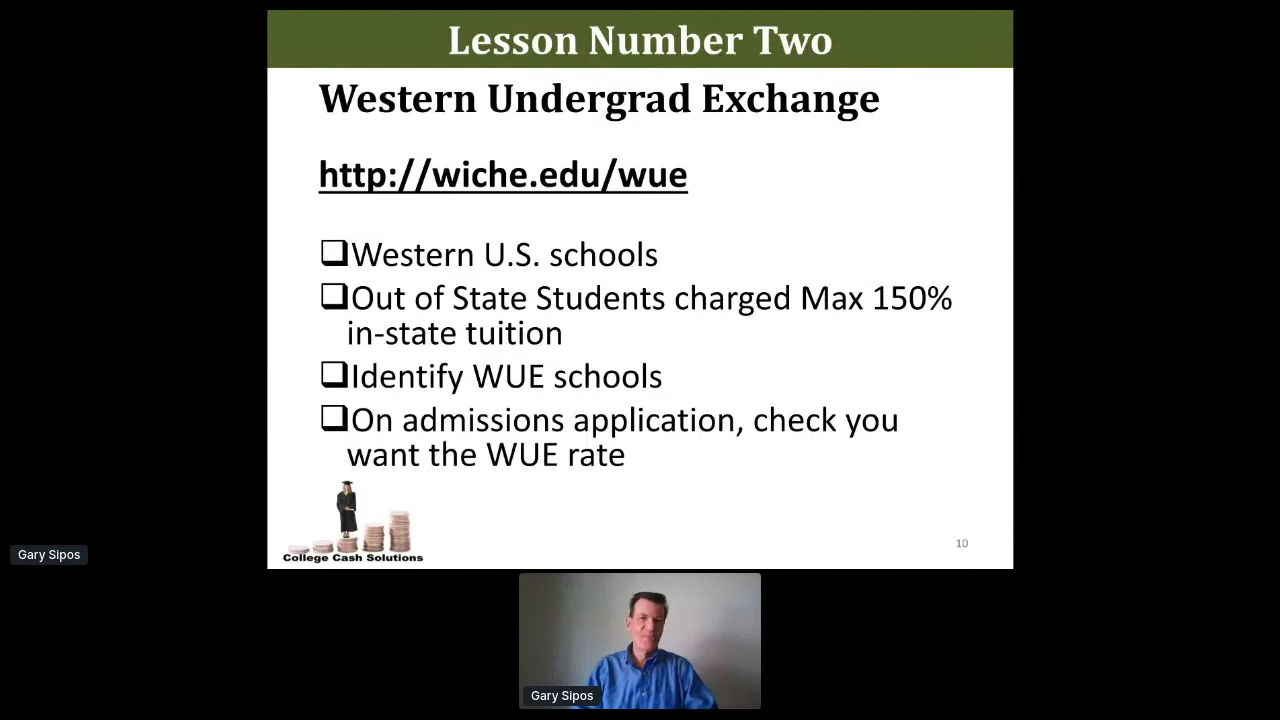 Lesson Number Two
Western Undergrad Exchange
http://wiche.edu/wue
❑Western U.S. schools
❑Out of State Students charged Max 150%
in-state tuition
❑Identify WUE schools
❑On admissions application, check you
want the WUE rate
College Cash Solutions
10
Gary Sipos
Gary Sipos